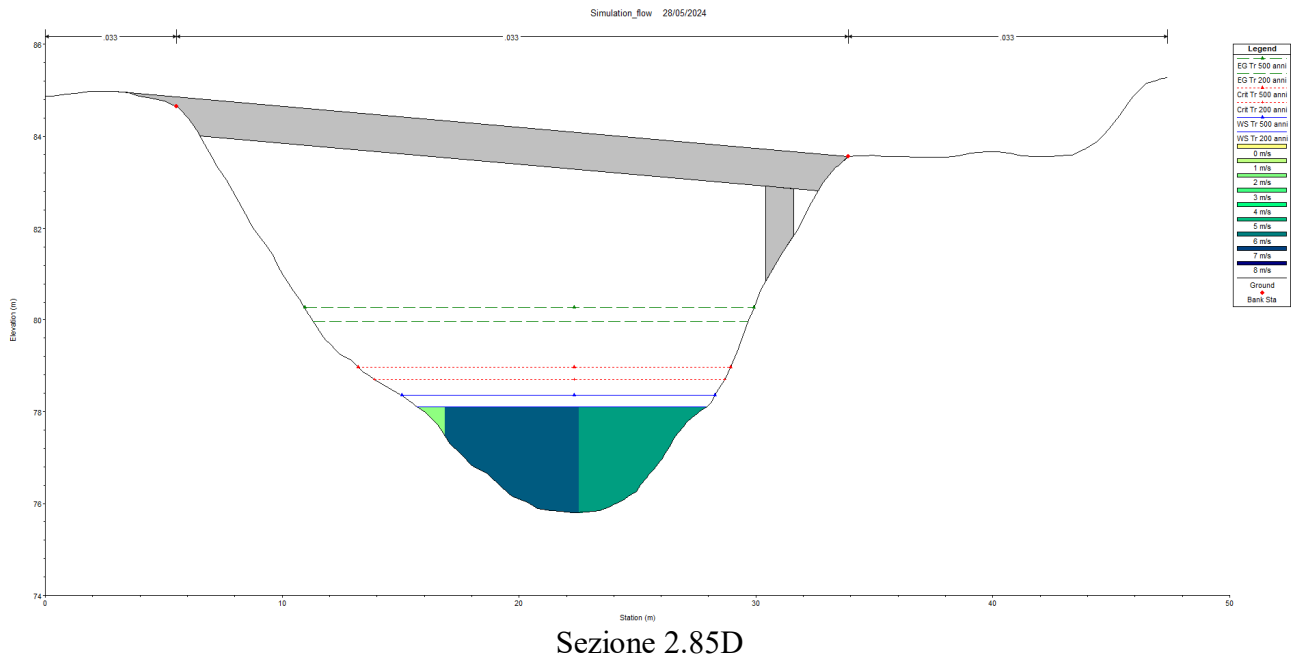 Simulation_flow 28/05/2024
.033 .033 .033
86
84
82
80
78
76
74
Elevation (m)
0 10 20 30 40 50
Station (m)
Legend
EG Tr 500 anni
EG Tr 200 anni
Crit Tr 500 anni
Crit Tr 200 anni
WS Tr 500 anni
WS Tr 200 anni
0 m/s
1 m/s
2 m/s
3 m/s
4 m/s
5 m/s
6 m/s
7 m/s
8 m/s
Ground
Bank Sta
Sezione 2.85D